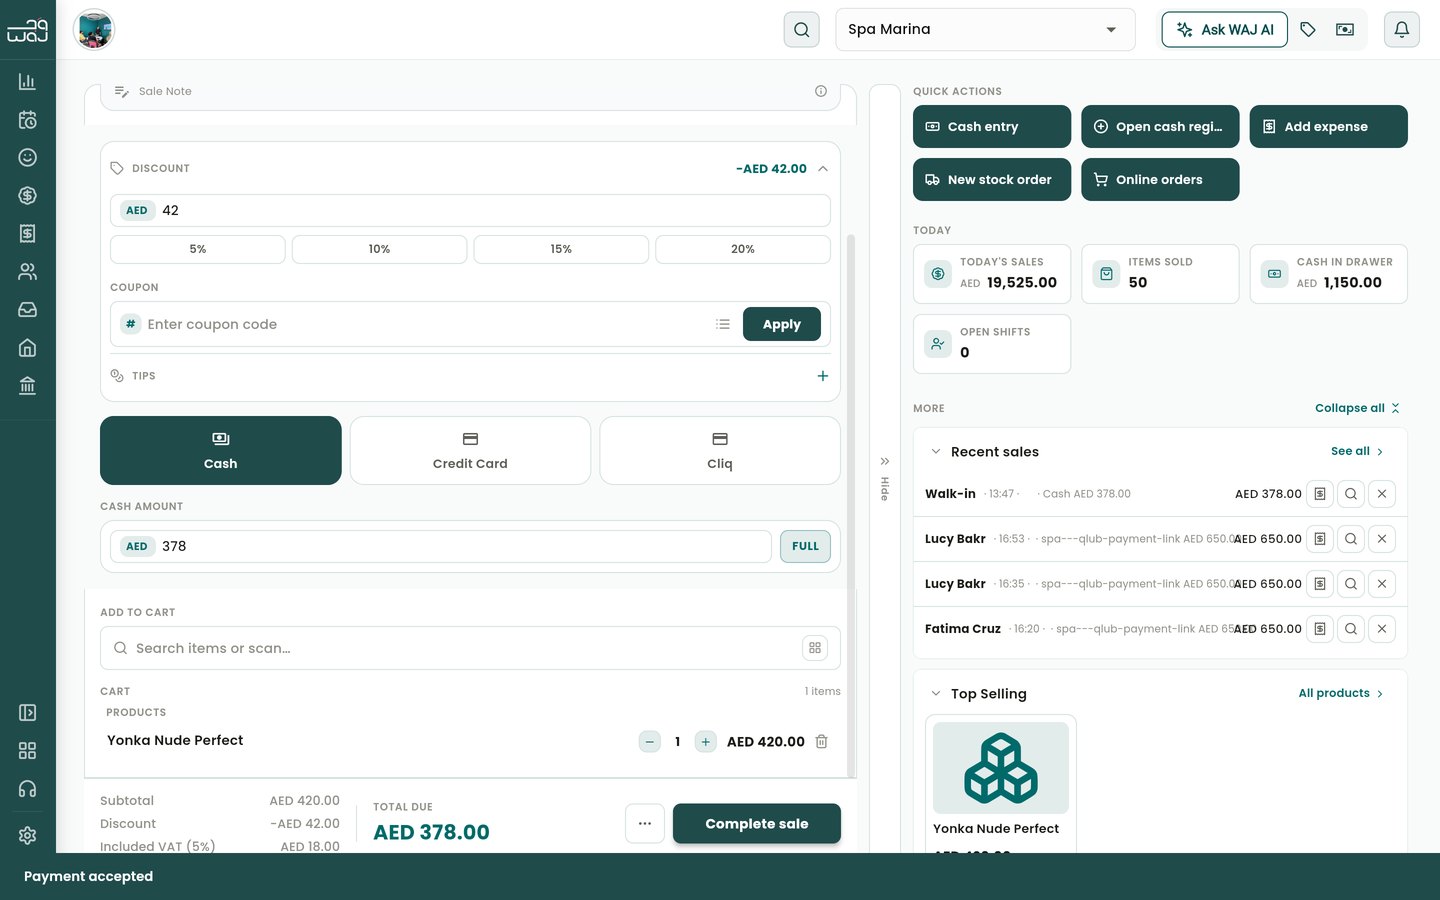 waj
Spa Marina
Ask WAJ AI
Sale Note
DISCOUNT
-AED 42.00
AED 42
5%
10%
15%
20%
COUPON
# Enter coupon code
Apply
TIPS
Cash
Credit Card
Cliq
CASH AMOUNT
AED 378
FULL
ADD TO CART
Search items or scan...
CART
1 items
PRODUCTS
Yonka Nude Perfect
1
AED 420.00
Subtotal
AED 420.00
Discount
-AED 42.00
Included VAT (5%)
AED 18.00
TOTAL DUE
AED 378.00
Complete sale
Hide
QUICK ACTIONS
Cash entry
Open cash regi...
Add expense
New stock order
Online orders
TODAY
TODAY'S SALES
AED 19,525.00
ITEMS SOLD
50
CASH IN DRAWER
AED 1,150.00
OPEN SHIFTS
0
MORE
Collapse all
Recent sales
See all
Walk-in · 13:47 · · Cash AED 378.00 AED 378.00
Lucy Bakr · 16:53 · · spa---qlub-payment-link AED 650.0 AED 650.00
Lucy Bakr · 16:35 · · spa---qlub-payment-link AED 650.0 AED 650.00
Fatima Cruz · 16:20 · · spa---qlub-payment-link AED 65 AED 650.00
Top Selling
All products
Yonka Nude Perfect
Payment accepted